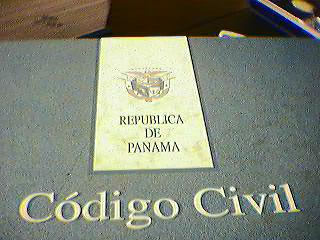 REPUBLICA
DE
PANAMA
Código Civil